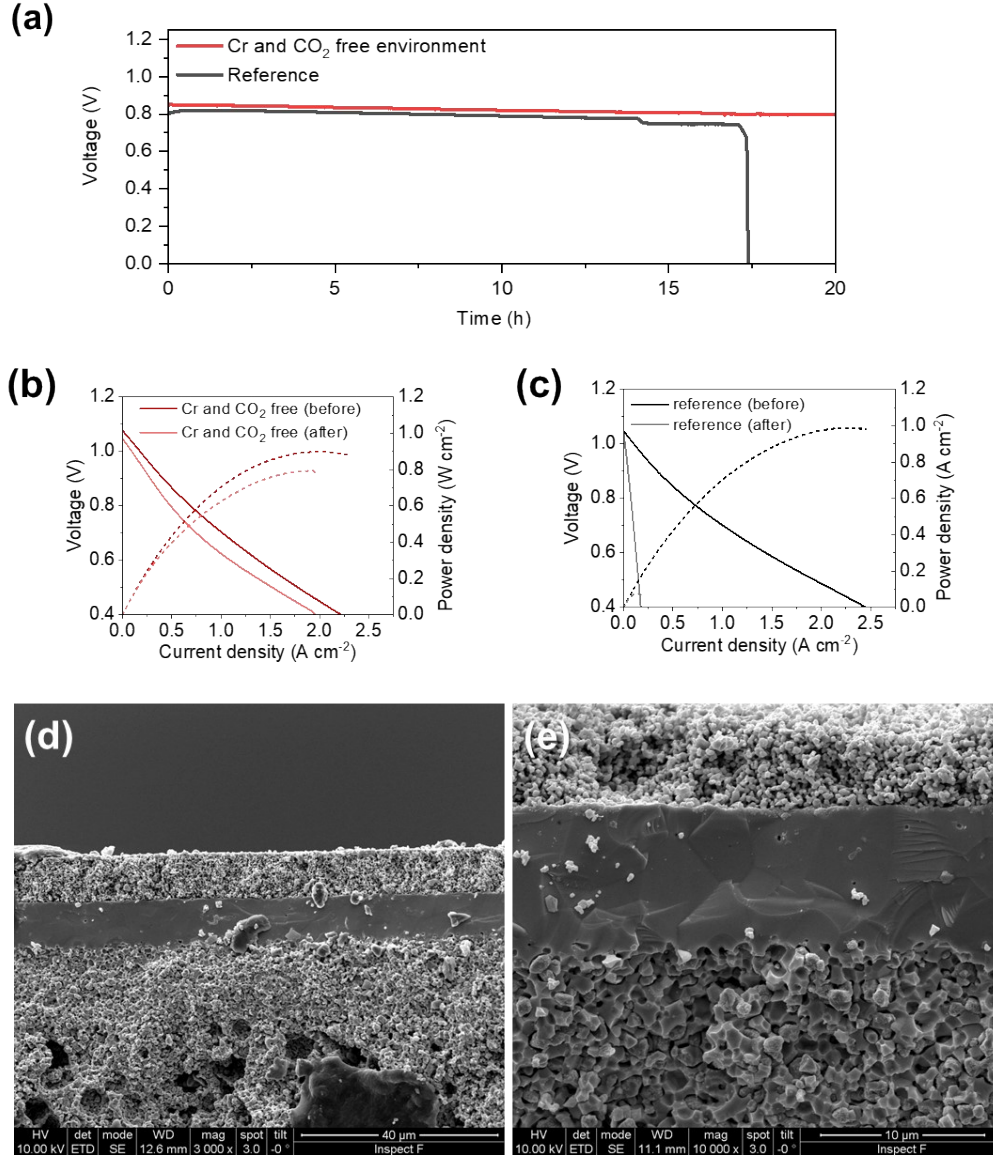 (a)
1.2
1.0
0.8
0.6
0.4
0.2
0.0
Voltage (V)
Cr and CO2 free environment
Reference
0 5 10 15 20
Time (h)
(b)
1.2
1.0
0.8
0.6
0.4
Voltage (V)
Cr and CO2 free (before)
Cr and CO2 free (after)
1.2
1.0
0.8
0.6
0.4
0.2
0.0
Power density (W cm-2)
0.0 0.5 1.0 1.5 2.0 2.5
Current density (A cm-2)
(c)
1.2
1.0
0.8
0.6
0.4
Voltage (V)
reference (before)
reference (after)
1.2
1.0
0.8
0.6
0.4
0.2
0.0
Power density (A cm-2)
0.0 0.5 1.0 1.5 2.0 2.5
Current density (A cm-2)
(d)
HV det mode WD mag spot tilt 40 µm
10.00 kV ETD SE 12.6 mm 3 000 x 3.0 -0 ° Inspect F
(e)
HV det mode WD mag spot tilt 10 µm
10.00 kV ETD SE 11.1 mm 10 000 x 3.0 -0 ° Inspect F